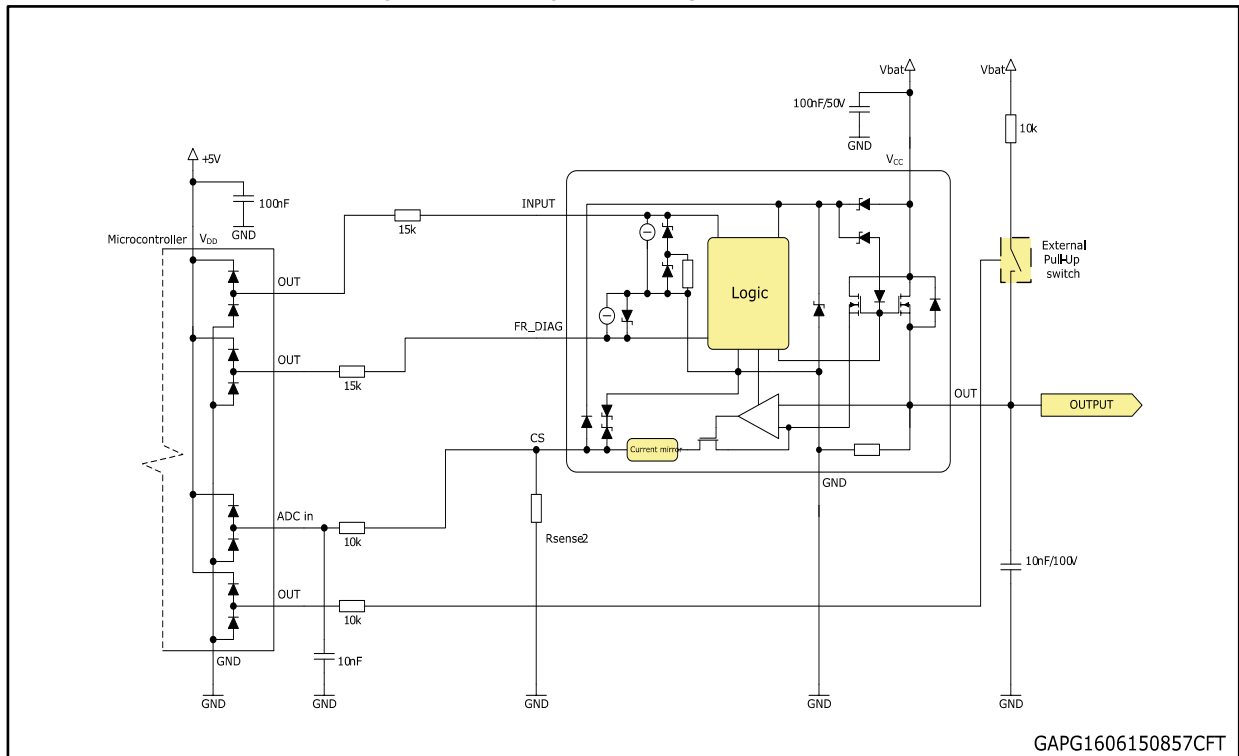 Vbat
Vbat
100nF/50V
GND
10k
VCC
+5V
100nF
GND
Microcontroller
VDD
OUT
15k
INPUT
External
Pull-Up
switch
Logic
OUT
15k
FR_DIAG
OUT
OUTPUT
CS
Current mirror
GND
ADC in
10k
Rsense2
OUT
10k
10nF/100V
GND
10nF
GND
GND
GND
GND
GND
GAPG1606150857CFT